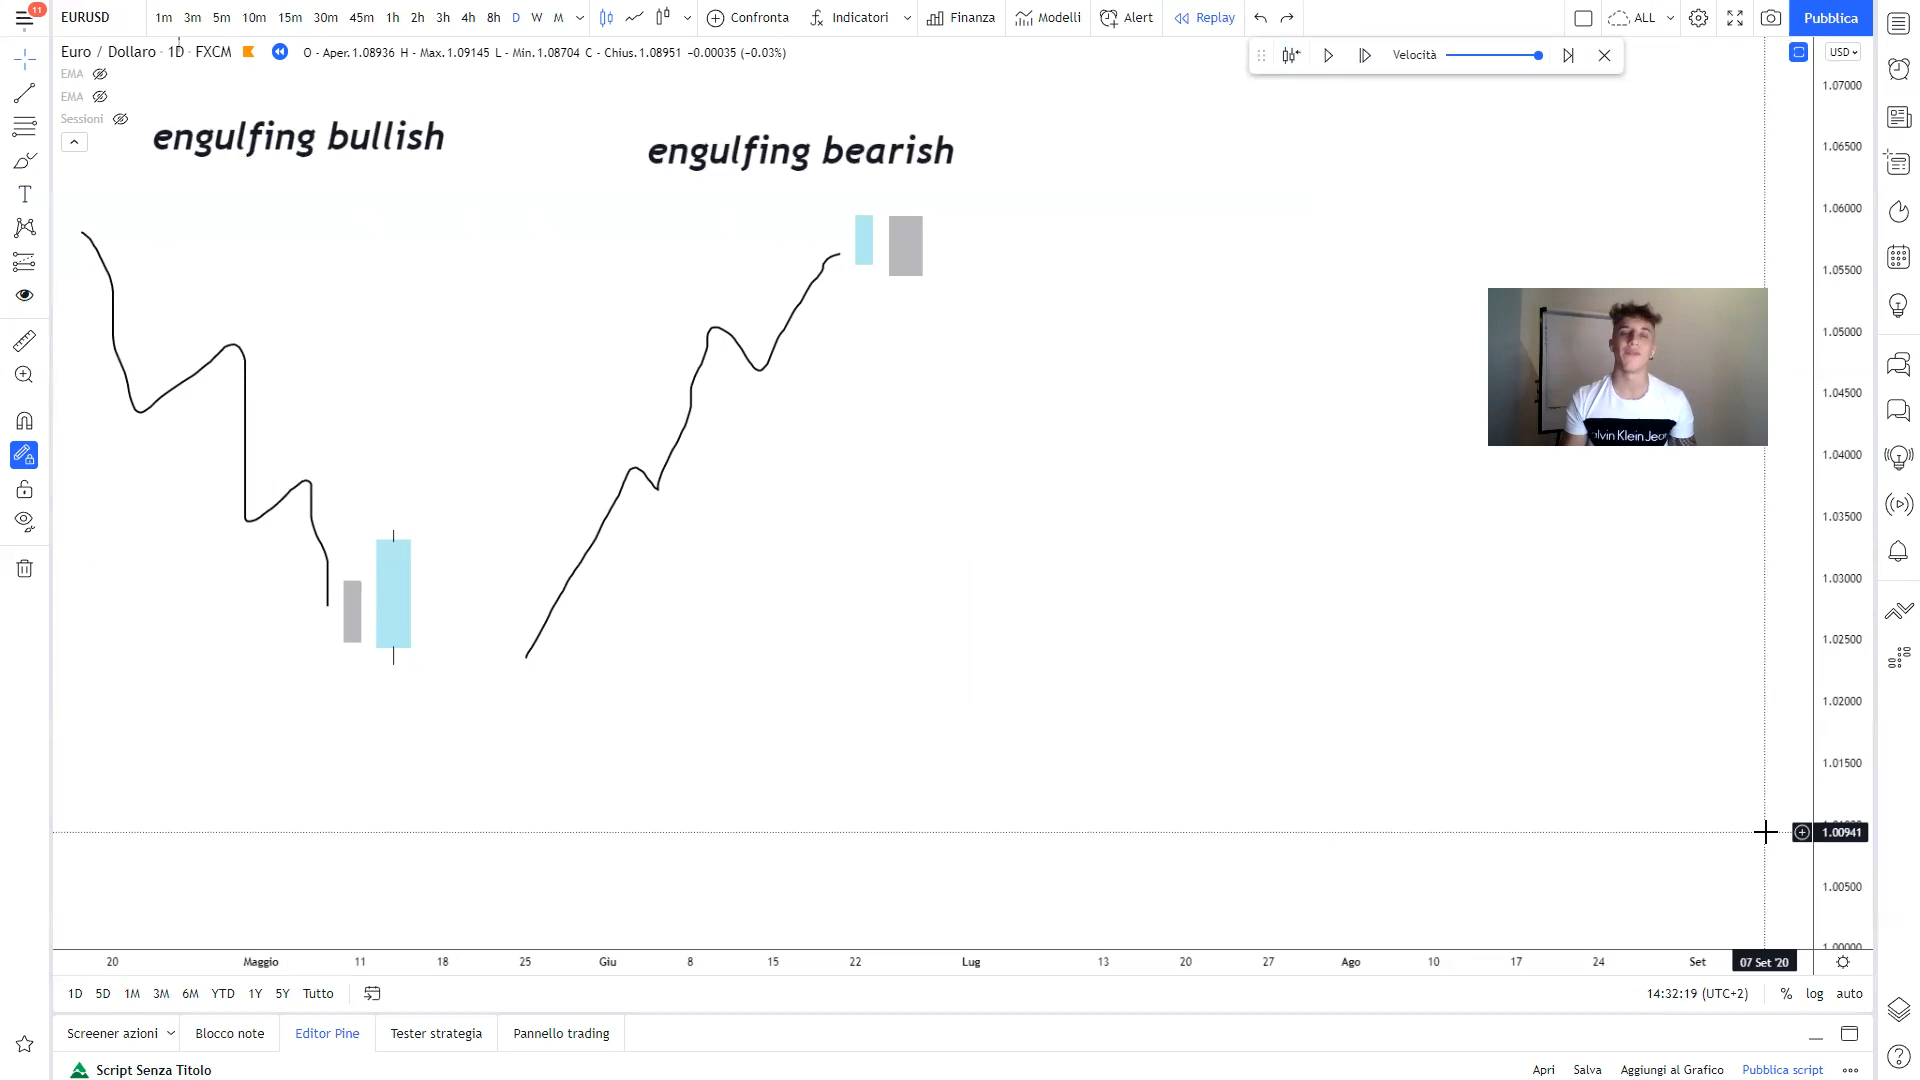 11
EURUSD 1m 3m 5m 10m 15m 30m 45m 1h 2h 3h 4h 8h D W M Confronta Indicatori Finanza Modelli Alert Replay ALL Pubblica
Euro / Dollaro · 1D · FXCM O - Aper. 1.08936 H - Max. 1.09145 L - Min. 1.08704 C - Chius. 1.08951 −0.00035 (−0.03%)
Velocità
USD
EMA
EMA
Sessioni
engulfing bullish
engulfing bearish
1.07000
1.06500
1.06000
1.05500
1.05000
1.04500
1.04000
1.03500
1.03000
1.02500
1.02000
1.01500
1.00941
1.00500
1.00000
alvin Klein Jea
20 Maggio 11 18 25 Giu 8 15 22 Lug 13 20 27 Ago 10 17 24 Set 07 Set '20
1D 5D 1M 3M 6M YTD 1Y 5Y Tutto 14:32:19 (UTC+2) % log auto
Screener azioni Blocco note Editor Pine Tester strategia Pannello trading
Script Senza Titolo Apri Salva Aggiungi al Grafico Pubblica script